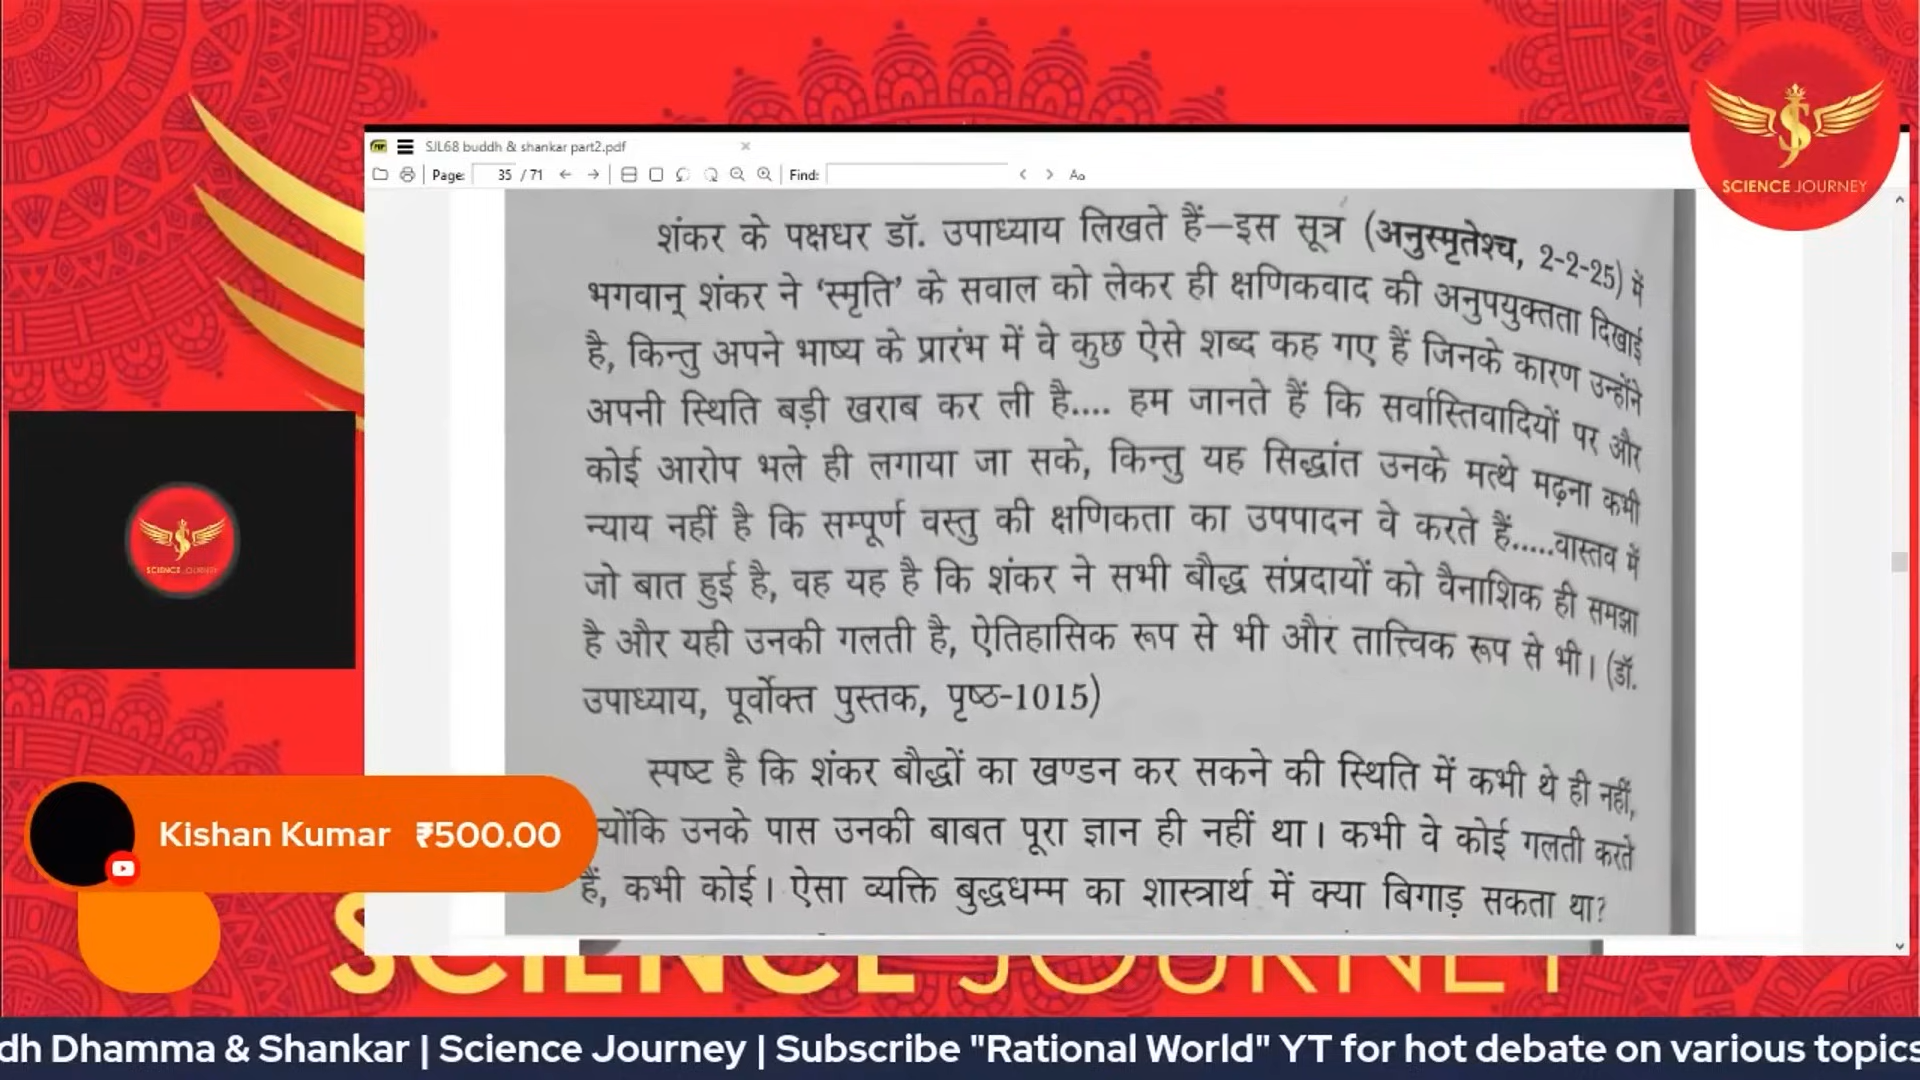 SCIENCE JOURNEY
SJL68 buddh & shankar part2.pdf
Page: 35 / 71 Find: Aa
शंकर के पक्षधर डॉ. उपाध्याय लिखते हैं—इस सूत्र (अनुस्मृतेश्च, 2-2-25) में
भगवान् शंकर ने ‘स्मृति’ के सवाल को लेकर ही क्षणिकवाद की अनुपयुक्तता दिखाई
है, किन्तु अपने भाष्य के प्रारंभ में वे कुछ ऐसे शब्द कह गए हैं जिनके कारण उन्होंने
अपनी स्थिति बड़ी खराब कर ली है.... हम जानते हैं कि सर्वास्तिवादियों पर और
कोई आरोप भले ही लगाया जा सके, किन्तु यह सिद्धांत उनके मत्थे मढ़ना कभी
न्याय नहीं है कि सम्पूर्ण वस्तु की क्षणिकता का उपपादन वे करते हैं.....वास्तव में
जो बात हुई है, वह यह है कि शंकर ने सभी बौद्ध संप्रदायों को वैनाशिक ही समझा
है और यही उनकी गलती है, ऐतिहासिक रूप से भी और तात्त्विक रूप से भी। (डॉ.
उपाध्याय, पूर्वोक्त पुस्तक, पृष्ठ-1015)
स्पष्ट है कि शंकर बौद्धों का खण्डन कर सकने की स्थिति में कभी थे ही नहीं,
योंकि उनके पास उनकी बाबत पूरा ज्ञान ही नहीं था। कभी वे कोई गलती करते
हैं, कभी कोई। ऐसा व्यक्ति बुद्धधम्म का शास्त्रार्थ में क्या बिगाड़ सकता था?
SCIENCE JOURNEY
Kishan Kumar ₹500.00
SCIENCE JOURNEY
dh Dhamma & Shankar | Science Journey | Subscribe "Rational World" YT for hot debate on various topics